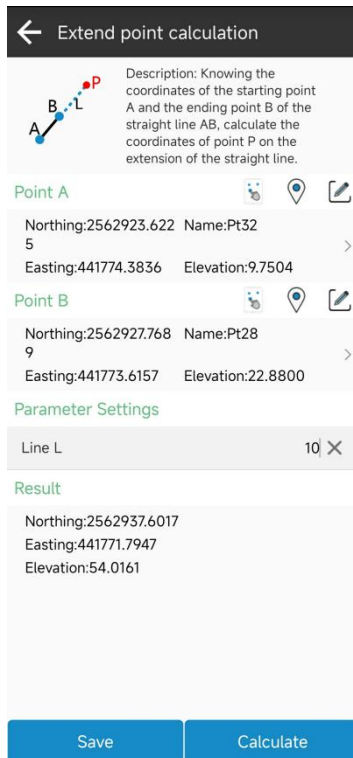 Extend point calculation
Description: Knowing the
coordinates of the starting point
A and the ending point B of the
straight line AB, calculate the
coordinates of point P on the
extension of the straight line.
P
B
L
A
Point A
Northing:2562923.622 Name:Pt32
5
Easting:441774.3836 Elevation:9.7504
Point B
Northing:2562927.768 Name:Pt28
9
Easting:441773.6157 Elevation:22.8800
Parameter Settings
Line L 10
Result
Northing:2562937.6017
Easting:441771.7947
Elevation:54.0161
Save Calculate